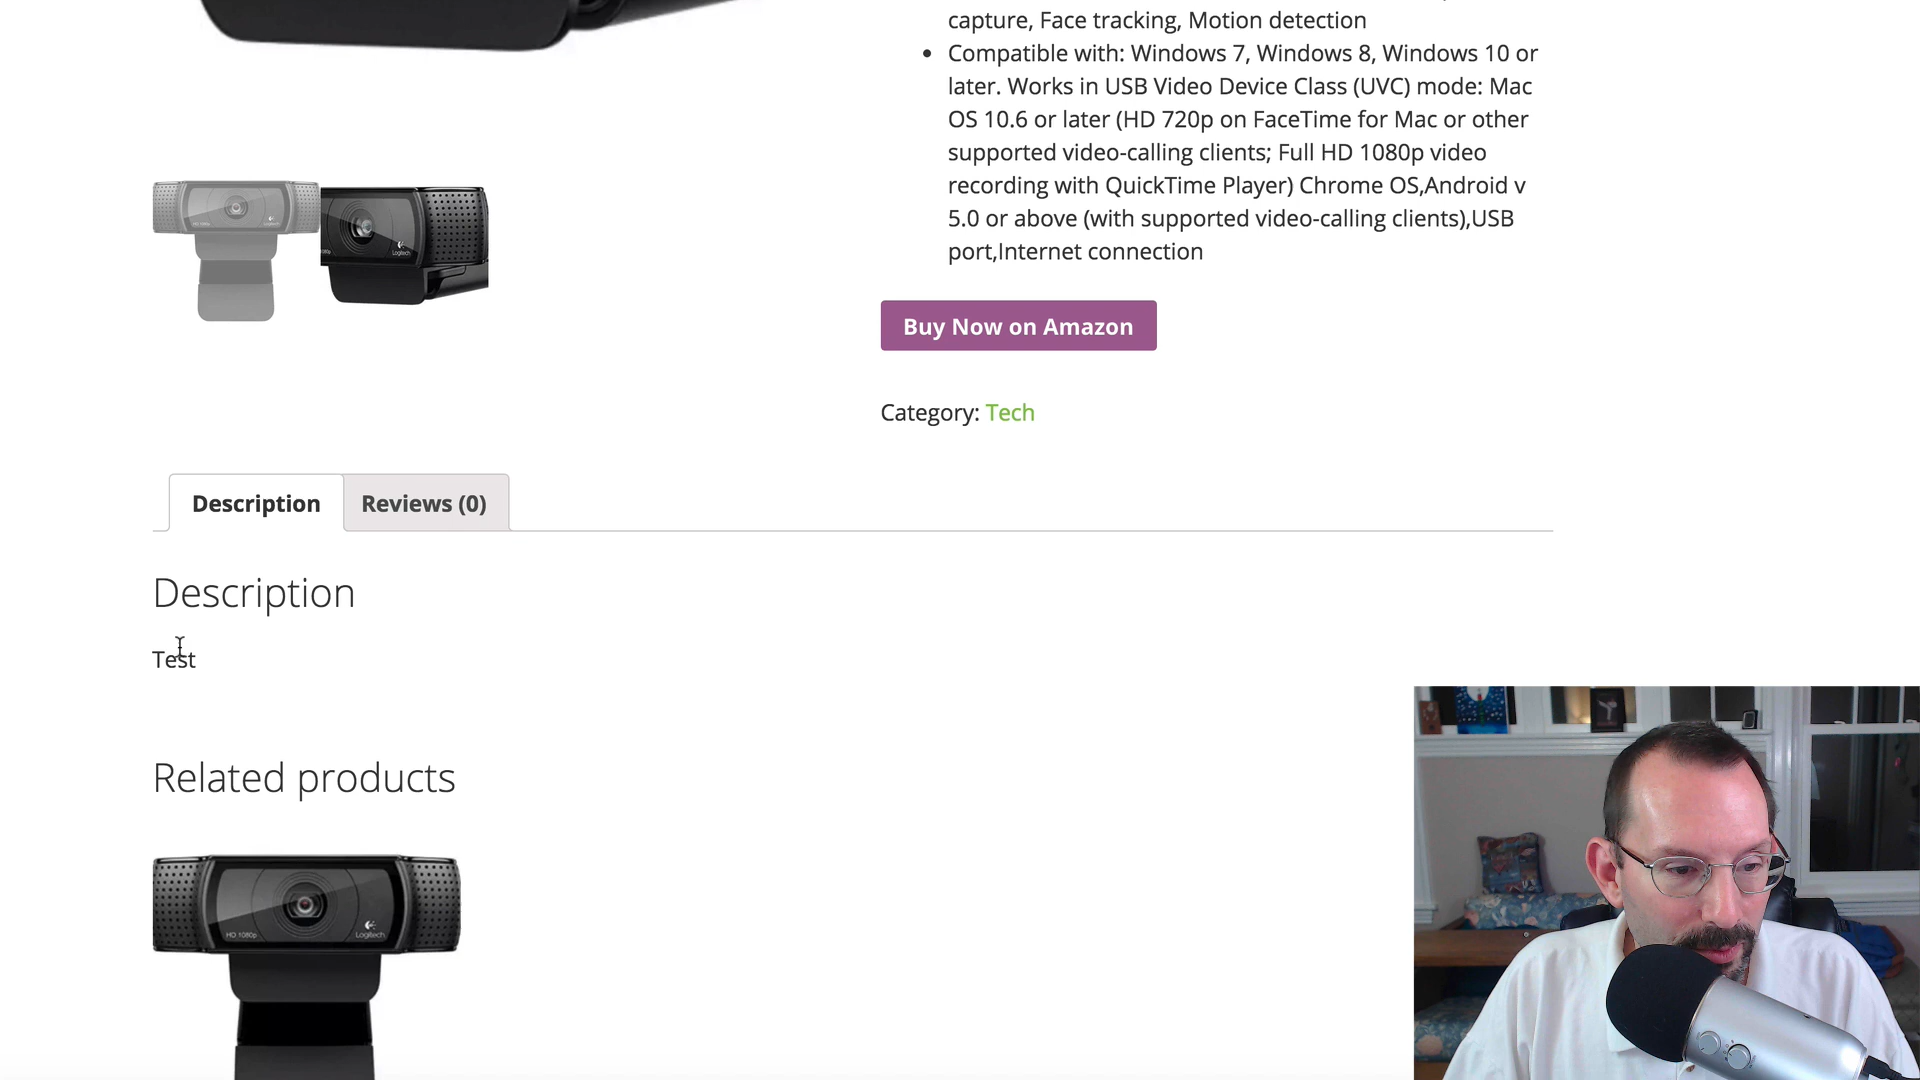 capture, Face tracking, Motion detection
Compatible with: Windows 7, Windows 8, Windows 10 or
later. Works in USB Video Device Class (UVC) mode: Mac
OS 10.6 or later (HD 720p on FaceTime for Mac or other
supported video-calling clients; Full HD 1080p video
recording with QuickTime Player) Chrome OS,Android v
5.0 or above (with supported video-calling clients),USB
port,Internet connection
Logitech
Buy Now on Amazon
Category: Tech
Description
Reviews (0)
Description
Test
Related products
HD 1080p
Logitech